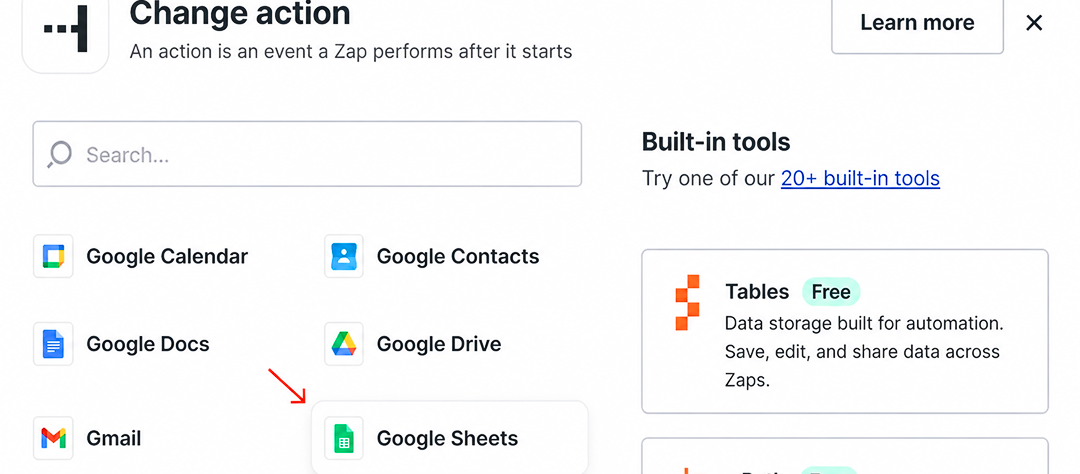 Change action
An action is an event a Zap performs after it starts
Learn more
Search...
Google Calendar
Google Contacts
Google Docs
Google Drive
Gmail
Google Sheets
Built-in tools
Try one of our 20+ built-in tools
Tables Free
Data storage built for automation.
Save, edit, and share data across
Zaps.